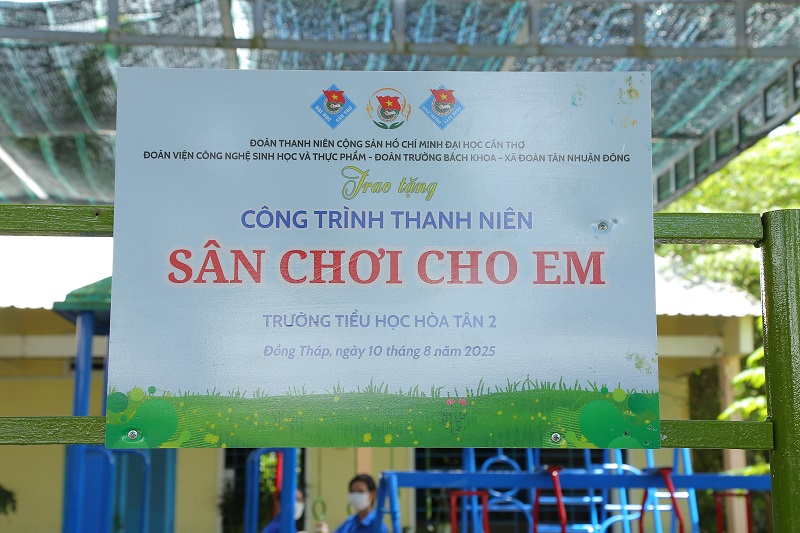 ĐOÀN THANH NIÊN CỘNG SẢN HỒ CHÍ MINH ĐẠI HỌC CẦN THƠ
ĐOÀN VIỆN CÔNG NGHỆ SINH HỌC VÀ THỰC PHẨM - ĐOÀN TRƯỜNG BÁCH KHOA - XÃ ĐOÀN TÂN NHUẬN ĐÔNG
Trao tặng
CÔNG TRÌNH THANH NIÊN
SÂN CHƠI CHO EM
TRƯỜNG TIỂU HỌC HÒA TÂN 2
Đồng Tháp, ngày 10 tháng 8 năm 2025